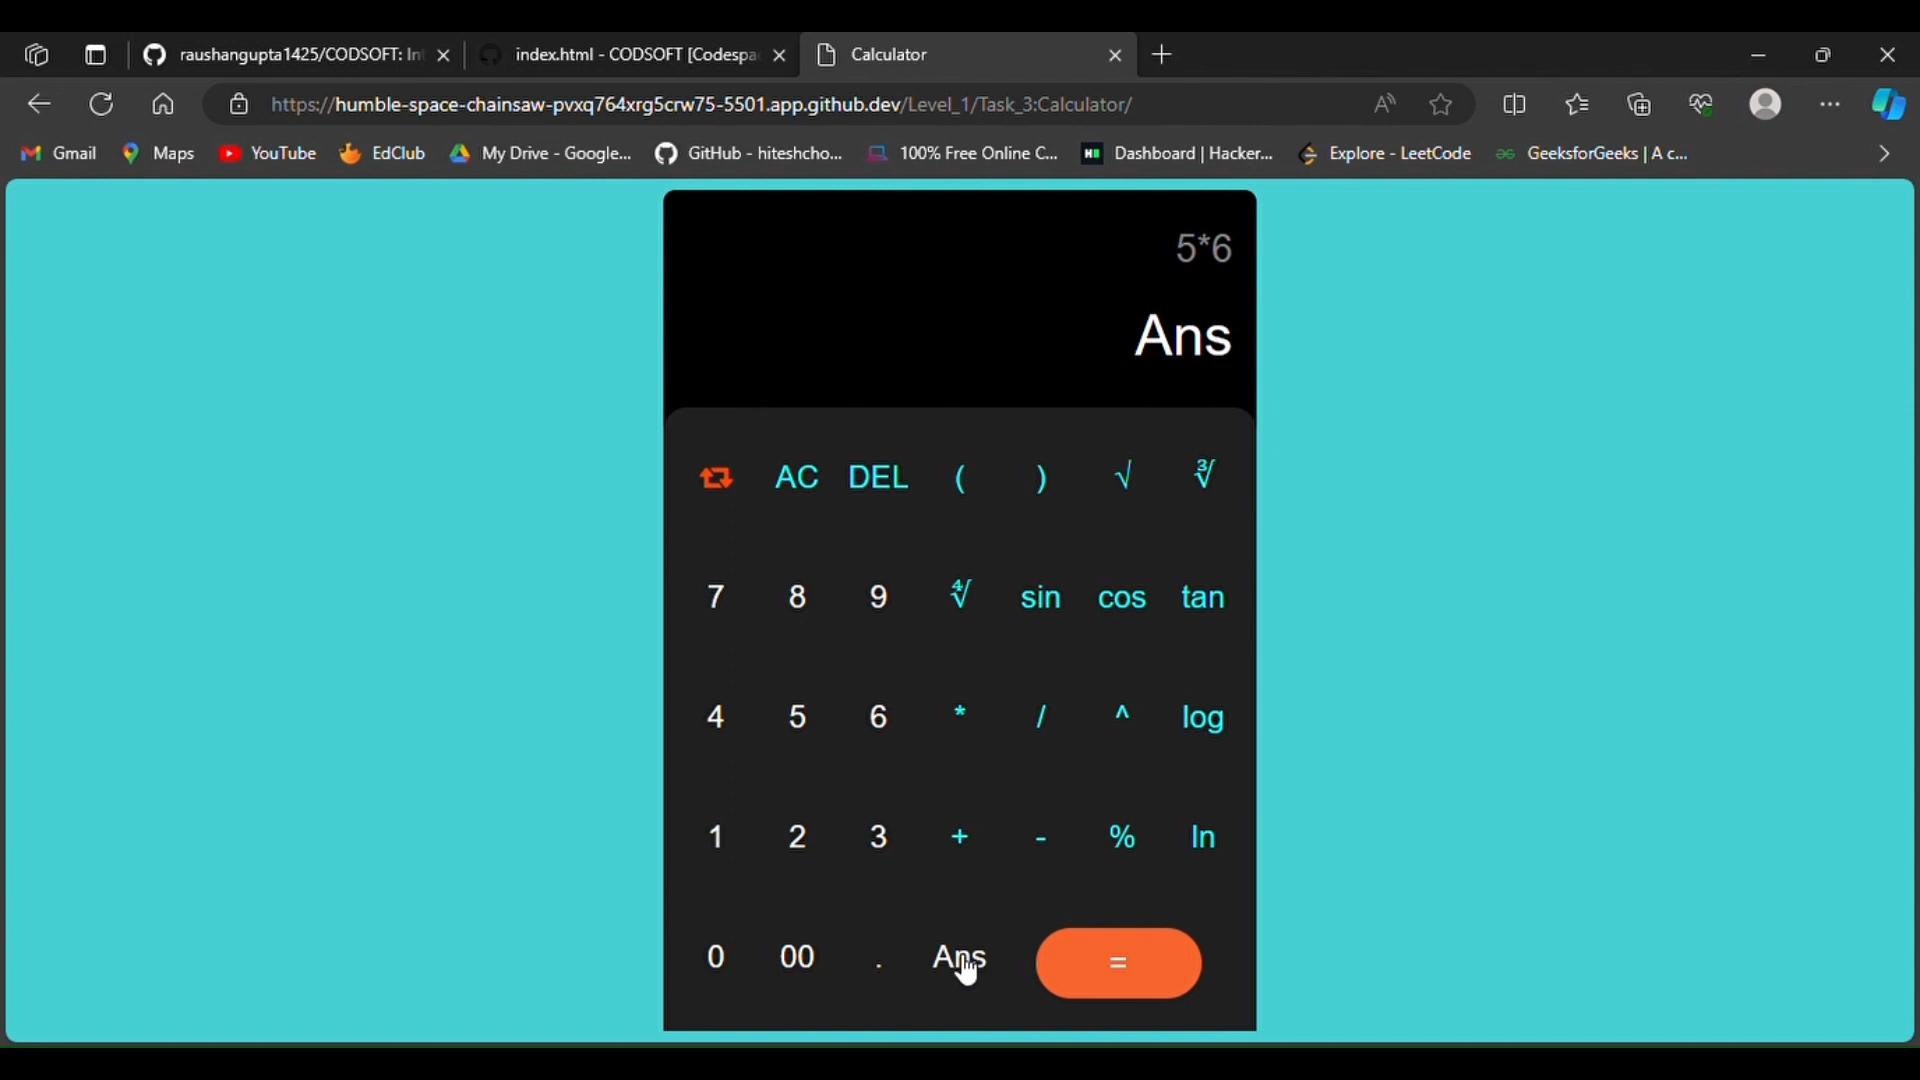 raushangupta1425/CODSOFT: In
index.html - CODSOFT [Codespa
Calculator
https://humble-space-chainsaw-pvxq764xrg5crw75-5501.app.github.dev/Level_1/Task_3:Calculator/
Gmail Maps YouTube EdClub My Drive - Google... GitHub - hiteshcho... 100% Free Online C... Dashboard | Hacker... Explore - LeetCode GeeksforGeeks | A c...
5*6
Ans
AC DEL ( ) √ ∛
7 8 9 ∜ sin cos tan
4 5 6 * / ^ log
1 2 3 + - % ln
0 00 . Ans =